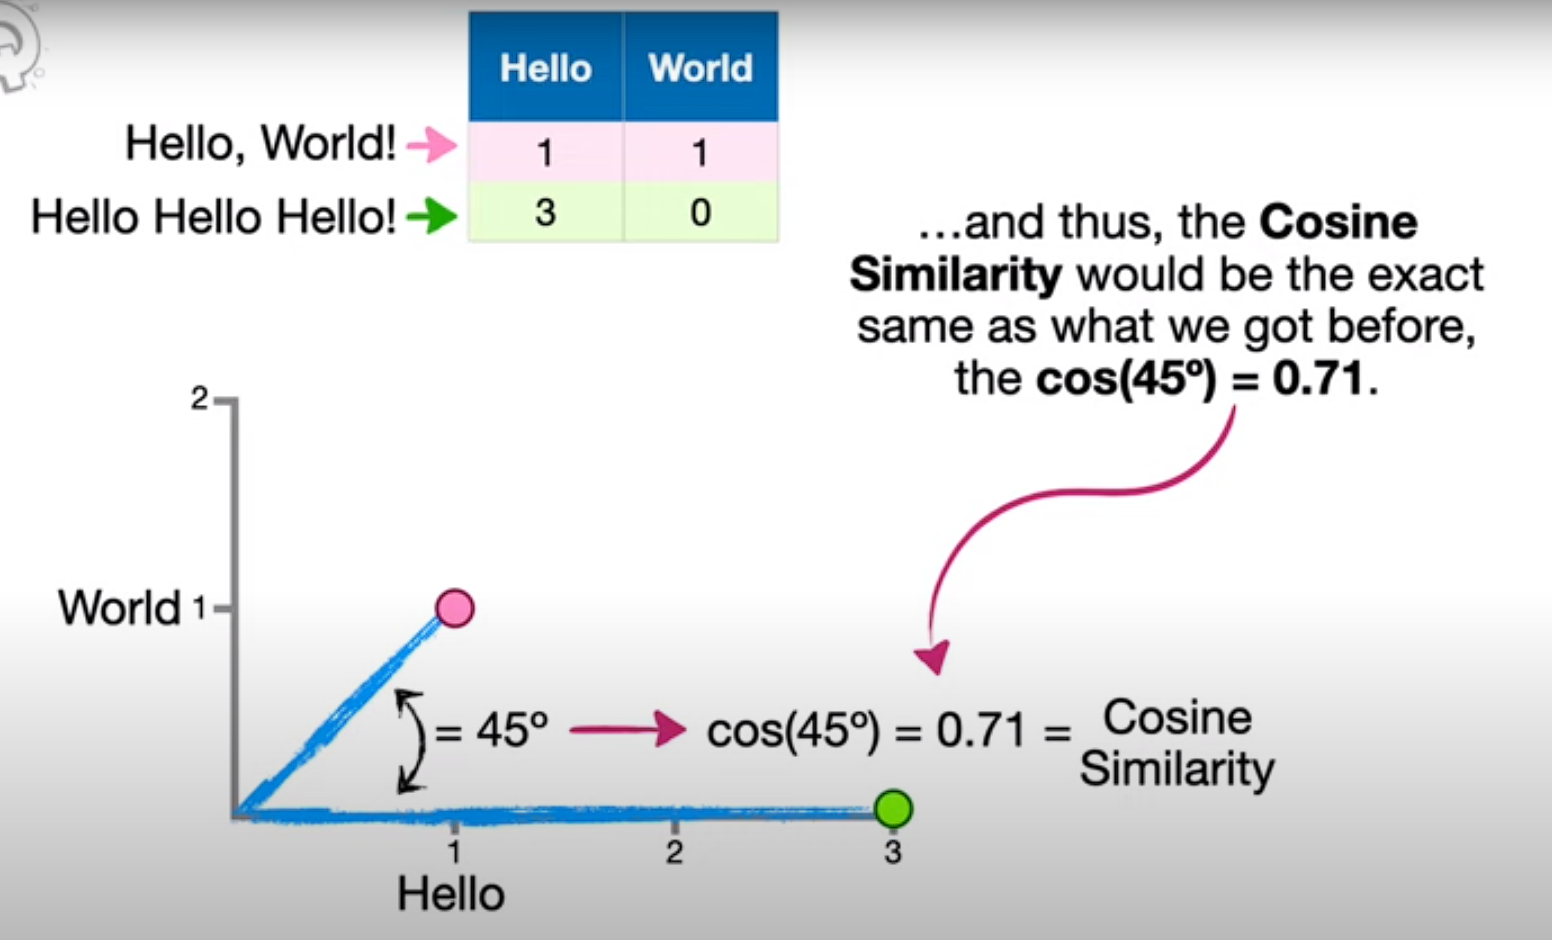 Hello World
Hello, World! 1 1
Hello Hello Hello! 3 0
...and thus, the Cosine
Similarity would be the exact
same as what we got before,
the cos(45º) = 0.71.
2
World 1
= 45º cos(45º) = 0.71 = Cosine
Similarity
1 2 3
Hello